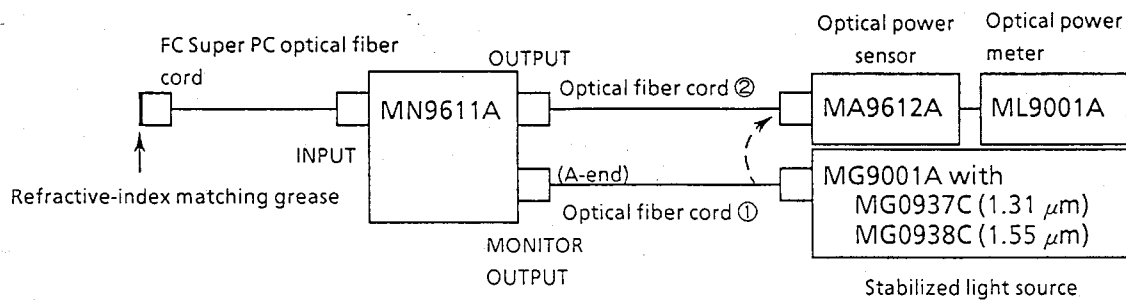 FC Super PC optical fiber
cord
OUTPUT
Optical power
sensor
Optical power
meter
MN9611A
Optical fiber cord ②
MA9612A
ML9001A
INPUT
Refractive-index matching grease
(A-end)
Optical fiber cord ①
MONITOR
OUTPUT
MG9001A with
MG0937C (1.31 μm)
MG0938C (1.55 μm)
Stabilized light source